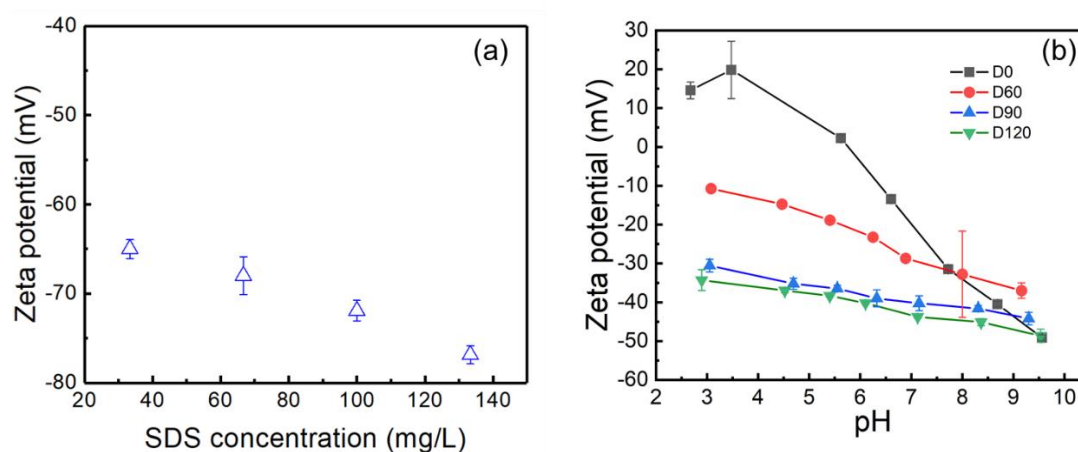 (a)
Zeta potential (mV)
-40
-50
-60
-70
-80
20 40 60 80 100 120 140
SDS concentration (mg/L)
(b)
Zeta potential (mV)
30
20
10
0
-10
-20
-30
-40
-50
-60
D0
D60
D90
D120
2 3 4 5 6 7 8 9 10
pH